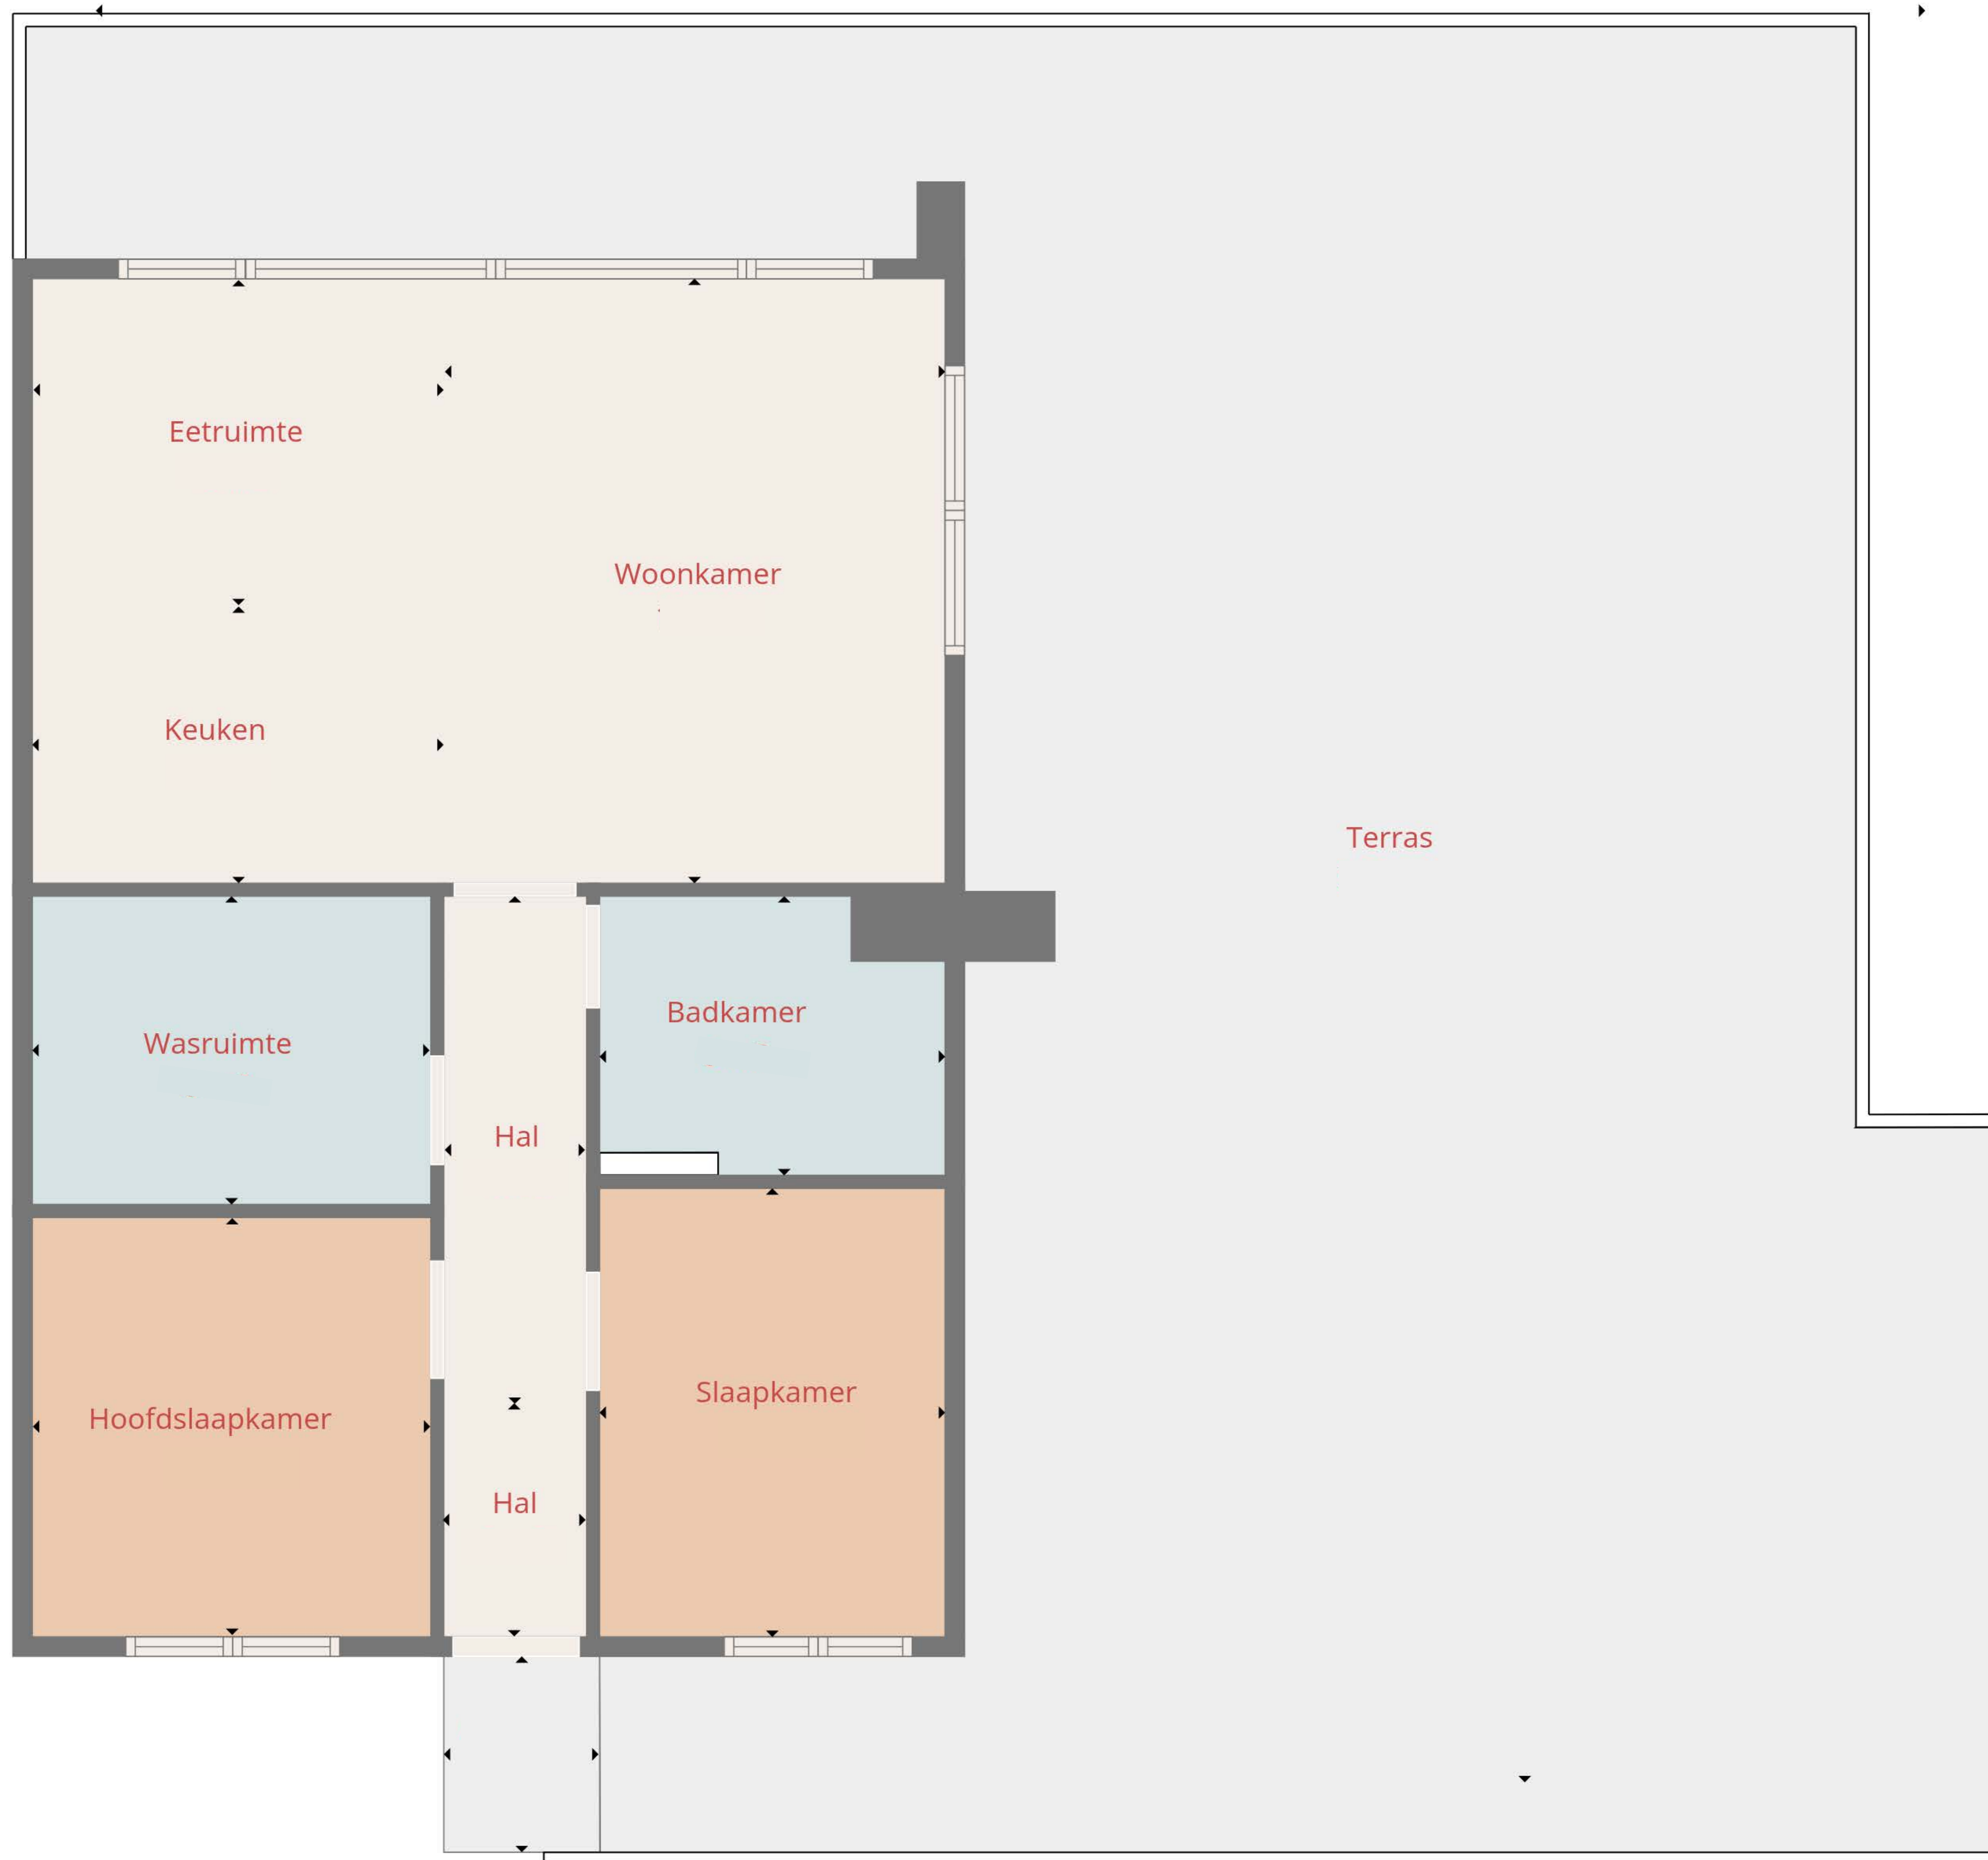 Eetruimte
Woonkamer
Keuken
Terras
Badkamer
Wasruimte
Hal
Slaapkamer
Hoofdslaapkamer
Hal